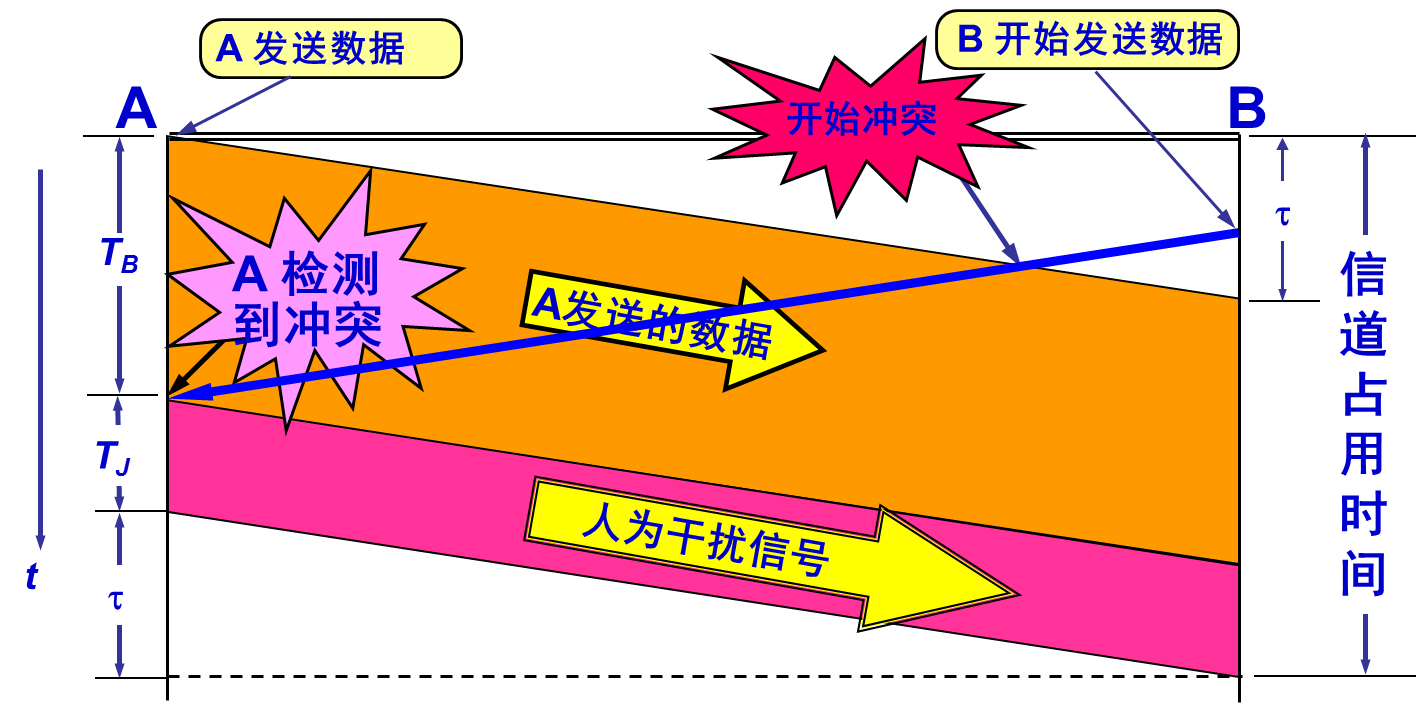 A 发送数据
B 开始发送数据
A
B
开始冲突
τ
T_B
A 检测
到冲突
A发送的数据
信道占用时间
T_J
人为干扰信号
t
τ